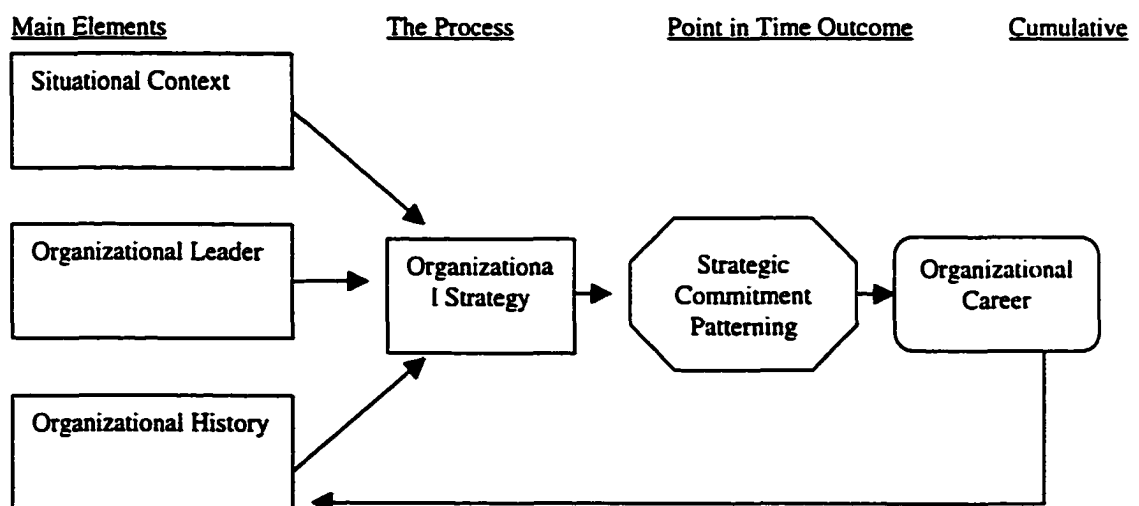 Main Elements
The Process
Point in Time Outcome
Cumulative
Situational Context
Organizational Leader
Organizationa
l Strategy
Strategic
Commitment
Patterning
Organizational
Career
Organizational History